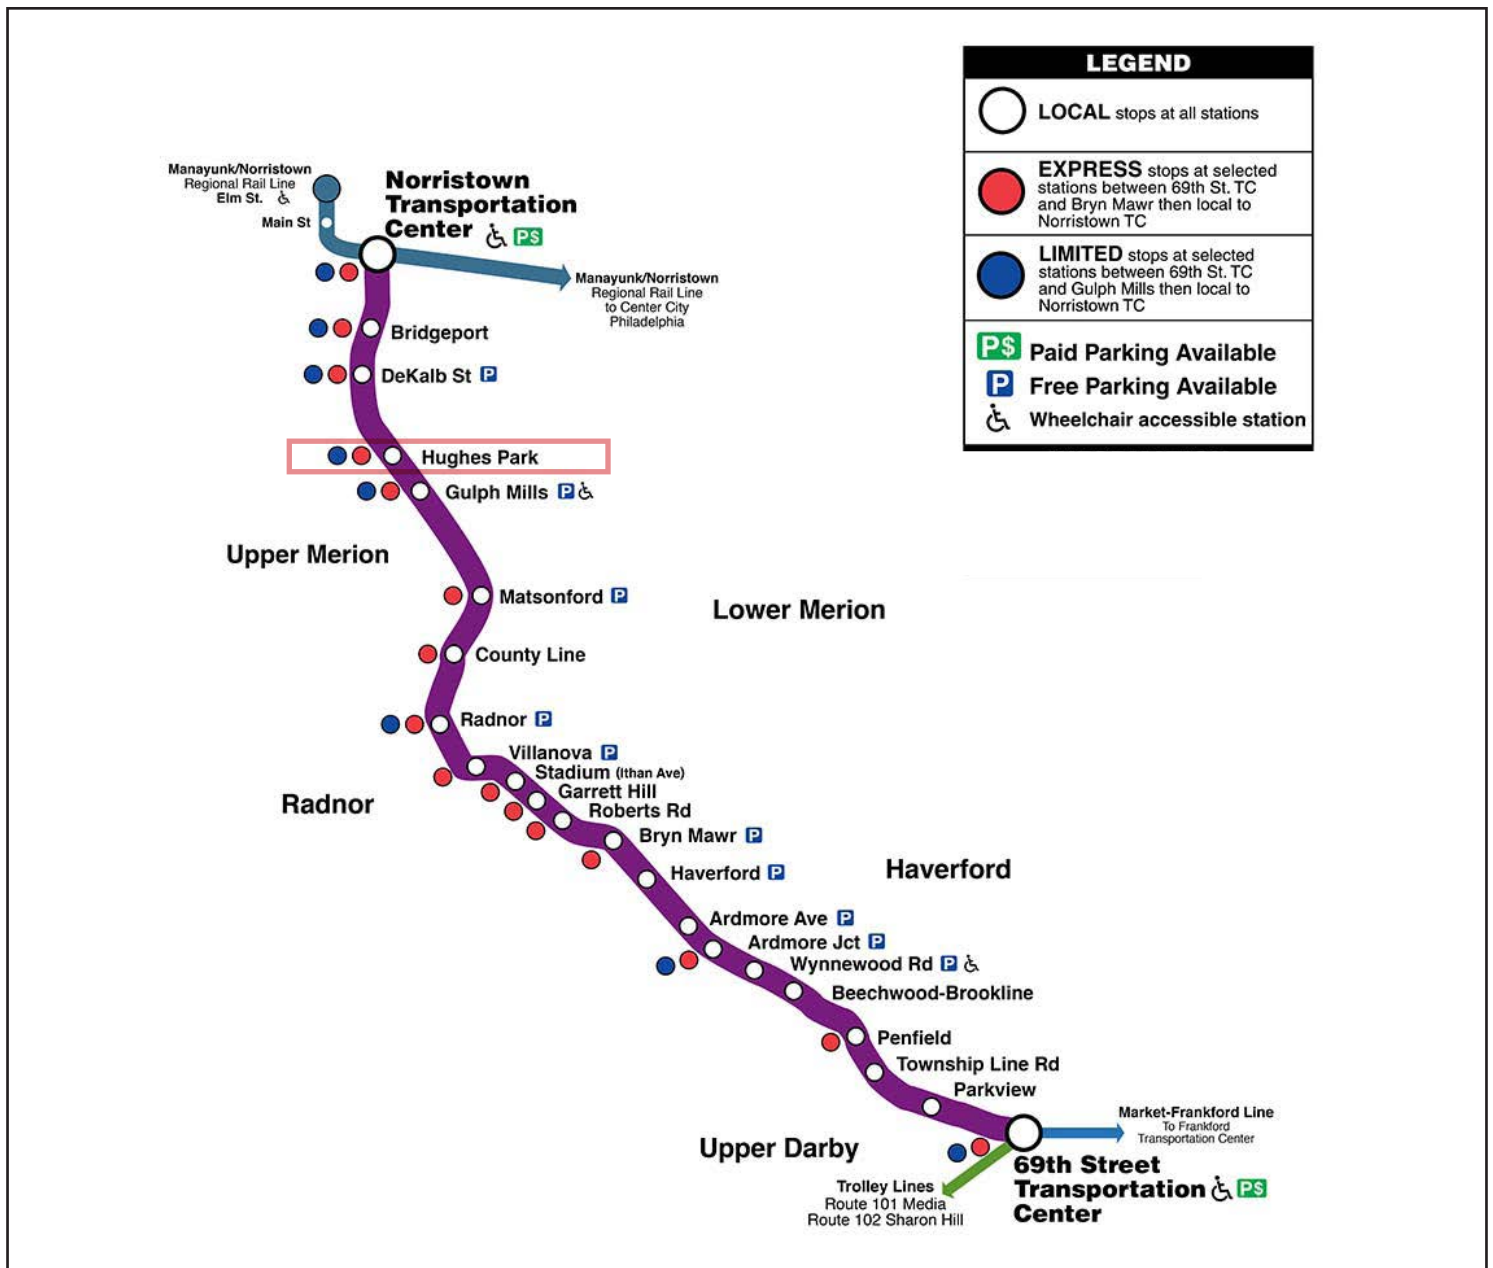 LEGEND
LOCAL stops at all stations
EXPRESS stops at selected
stations between 69th St. TC
and Bryn Mawr then local to
Norristown TC
LIMITED stops at selected
stations between 69th St. TC
and Gulph Mills then local to
Norristown TC
P$ Paid Parking Available
P Free Parking Available
Wheelchair accessible station
Manayunk/Norristown
Regional Rail Line
Elm St.
Main St
Norristown
Transportation
Center P$
Manayunk/Norristown
Regional Rail Line
to Center City
Philadelphia
Bridgeport
DeKalb St P
Hughes Park
Gulph Mills P
Upper Merion
Matsonford P
Lower Merion
County Line
Radnor P
Villanova P
Stadium (Ithan Ave)
Garrett Hill
Radnor
Roberts Rd
Bryn Mawr P
Haverford P
Haverford
Ardmore Ave P
Ardmore Jct P
Wynnewood Rd P
Beechwood-Brookline
Penfield
Township Line Rd
Parkview
Market-Frankford Line
To Frankford
Transportation Center
Upper Darby
69th Street
Transportation P$
Center
Trolley Lines
Route 101 Media
Route 102 Sharon Hill